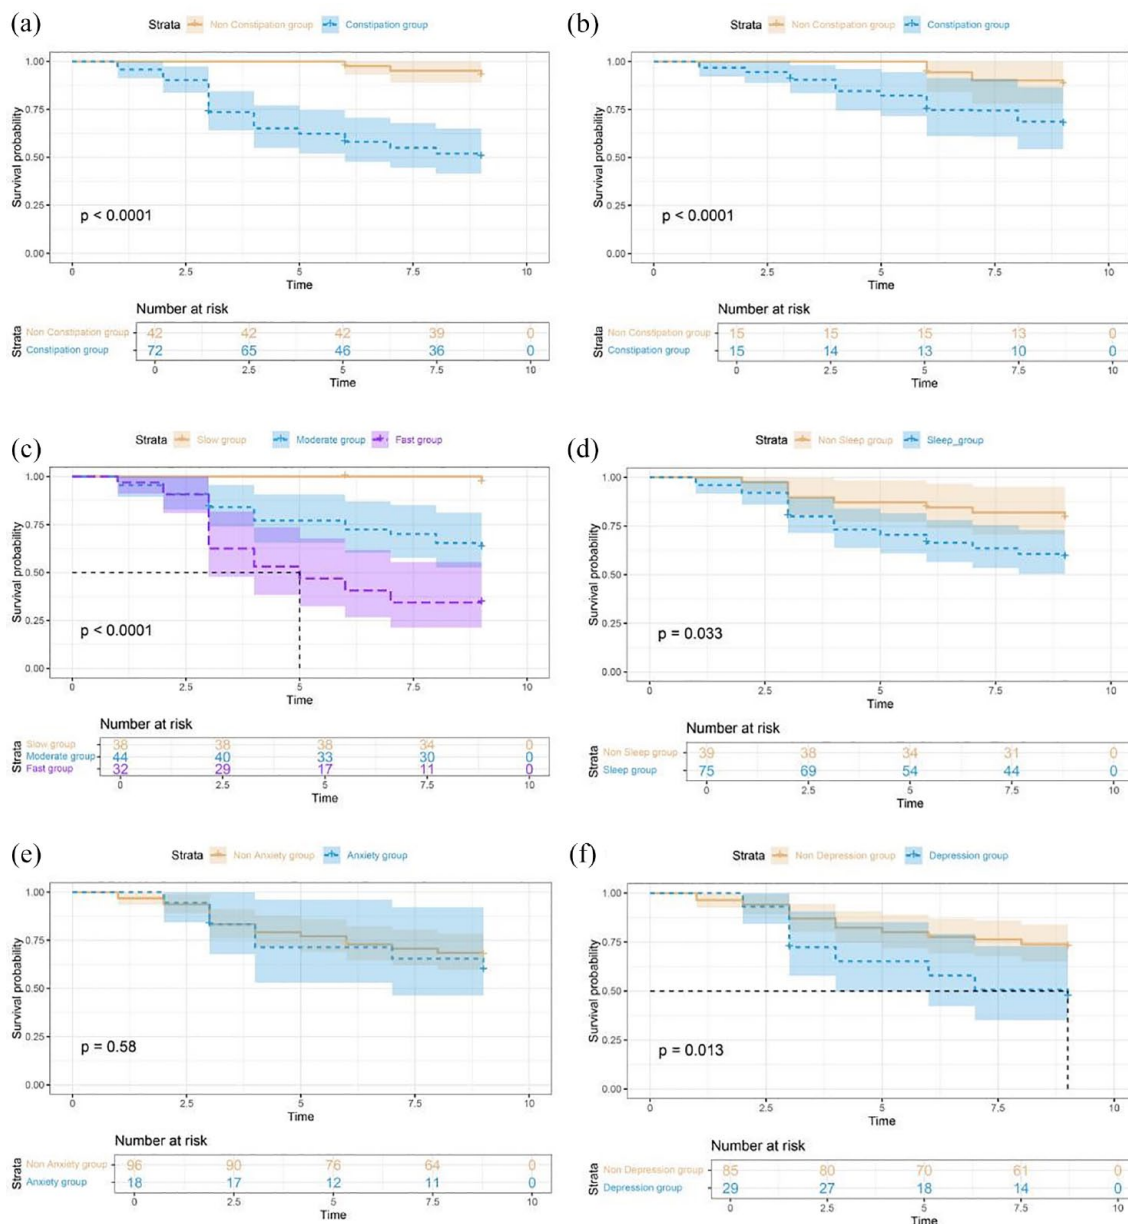 (a)
Strata Non Constipation group Constipation group
Survival probability
1.00
0.75
0.50
0.25
0.00
p < 0.0001
0 2.5 5 7.5 10
Time
Number at risk
Strata
Non Constipation group 42 42 42 39 0
Constipation group 72 65 46 36 0
0 2.5 5 7.5 10
Time
(b)
Strata Non Constipation group Constipation group
Survival probability
1.00
0.75
0.50
0.25
0.00
p < 0.0001
0 2.5 5 7.5 10
Time
Number at risk
Strata
Non Constipation group 15 15 15 13 0
Constipation group 15 14 13 10 0
0 2.5 5 7.5 10
Time
(c)
Strata Slow group Moderate group Fast group
Survival probability
1.00
0.75
0.50
0.25
0.00
p < 0.0001
0 2.5 5 7.5 10
Time
Number at risk
Strata
Slow group 38 38 38 34 0
Moderate group 44 40 33 30 0
Fast group 32 29 17 11 0
0 2.5 5 7.5 10
Time
(d)
Strata Non Sleep group Sleep_group
Survival probability
1.00
0.75
0.50
0.25
0.00
p = 0.033
0 2.5 5 7.5 10
Time
Number at risk
Strata
Non Sleep group 39 38 34 31 0
Sleep group 75 69 54 44 0
0 2.5 5 7.5 10
Time
(e)
Strata Non Anxiety group Anxiety group
Survival probability
1.00
0.75
0.50
0.25
0.00
p = 0.58
0 2.5 5 7.5 10
Time
Number at risk
Strata
Non Anxiety group 96 90 76 64 0
Anxiety group 18 17 12 11 0
0 2.5 5 7.5 10
Time
(f)
Strata Non Depression group Depression group
Survival probability
1.00
0.75
0.50
0.25
0.00
p = 0.013
0 2.5 5 7.5 10
Time
Number at risk
Strata
Non Depression group 85 80 70 61 0
Depression group 29 27 18 14 0
0 2.5 5 7.5 10
Time